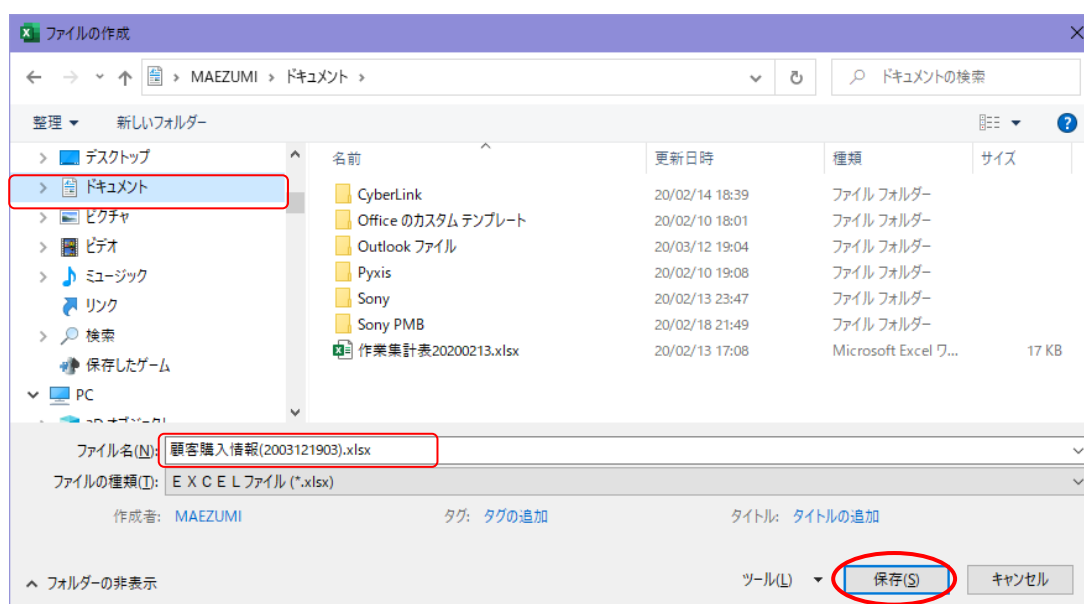 ファイルの作成
MAEZUMI › ドキュメント ›
ドキュメントの検索
整理
新しいフォルダー
デスクトップ
ドキュメント
ピクチャ
ビデオ
ミュージック
リンク
検索
保存したゲーム
PC
名前 更新日時 種類 サイズ
CyberLink 20/02/14 18:39 ファイル フォルダー
Office のカスタム テンプレート 20/02/10 18:01 ファイル フォルダー
Outlook ファイル 20/03/12 19:04 ファイル フォルダー
Pyxis 20/02/10 19:08 ファイル フォルダー
Sony 20/02/13 23:47 ファイル フォルダー
Sony PMB 20/02/18 21:49 ファイル フォルダー
作業集計表20200213.xlsx 20/02/13 17:08 Microsoft Excel ワ... 17 KB
ファイル名(N): 顧客購入情報(2003121903).xlsx
ファイルの種類(T): ＥＸＣＥＬファイル (*.xlsx)
作成者: MAEZUMI タグ: タグの追加 タイトル: タイトルの追加
フォルダーの非表示 ツール(L) 保存(S) キャンセル